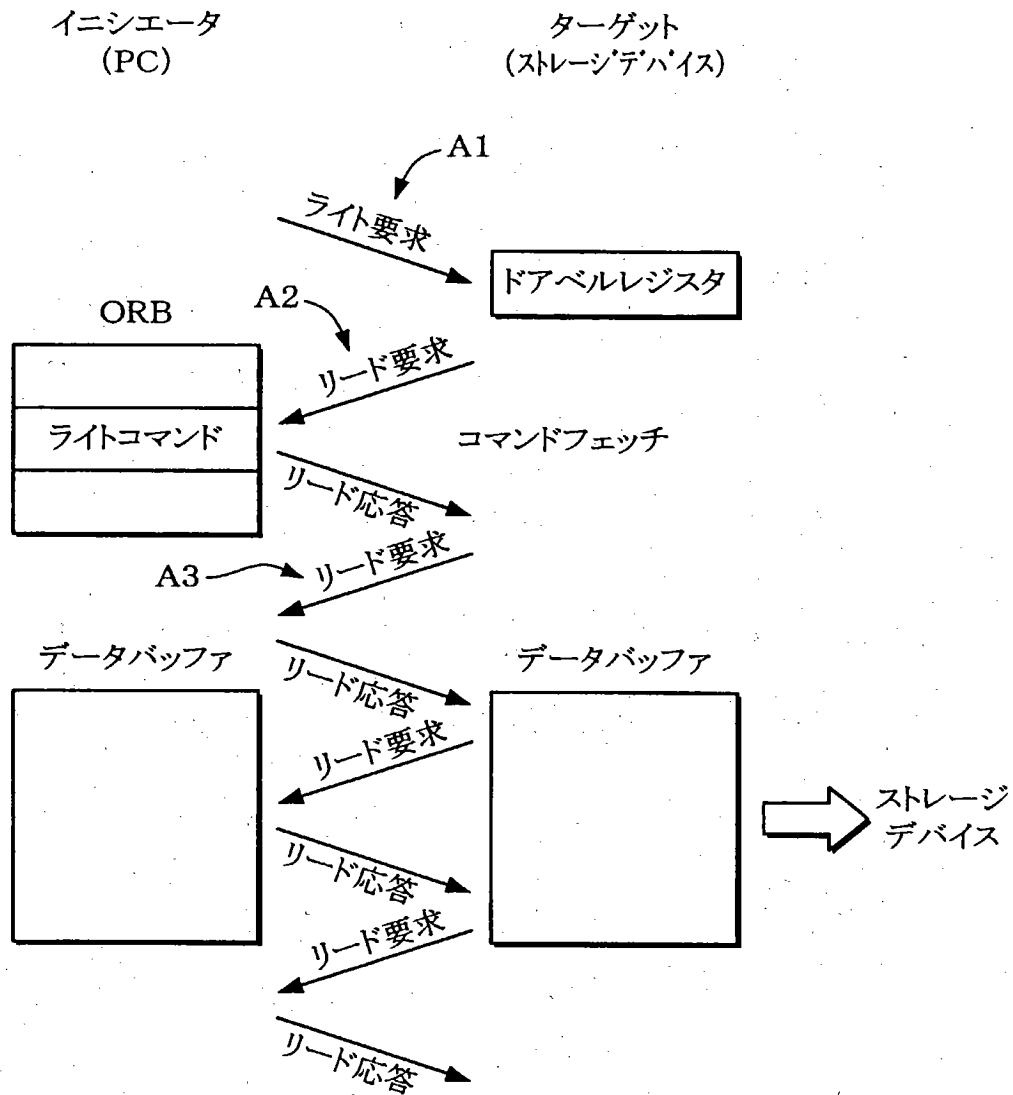 イニシエータ
(PC)
ターゲット
(ストレージデバイス)
A1
ライト要求
ドアベルレジスタ
A2
ORB
リード要求
ライトコマンド
コマンドフェッチ
リード応答
A3
リード要求
データバッファ
データバッファ
リード応答
リード要求
ストレージ
デバイス
リード応答
リード要求
リード応答